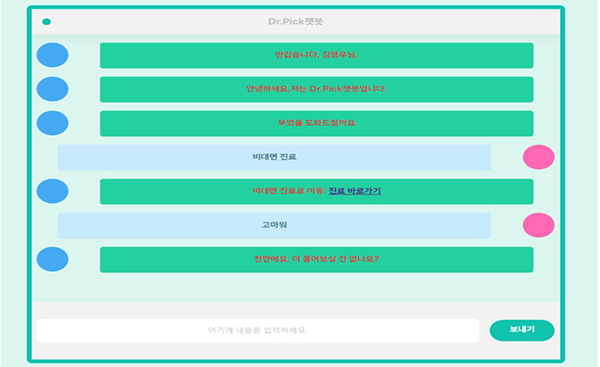 Dr.Pick챗봇
반갑습니다, 김영우님.
안녕하세요,저는 Dr.Pick챗봇입니다.
무엇을 도와드릴까요
비대면 진료
비대면 진료로 이동: 진료 바로가기
고마워
천만에요. 더 물어보실 건 없나요?
여기에 내용을 입력하세요.
보내기